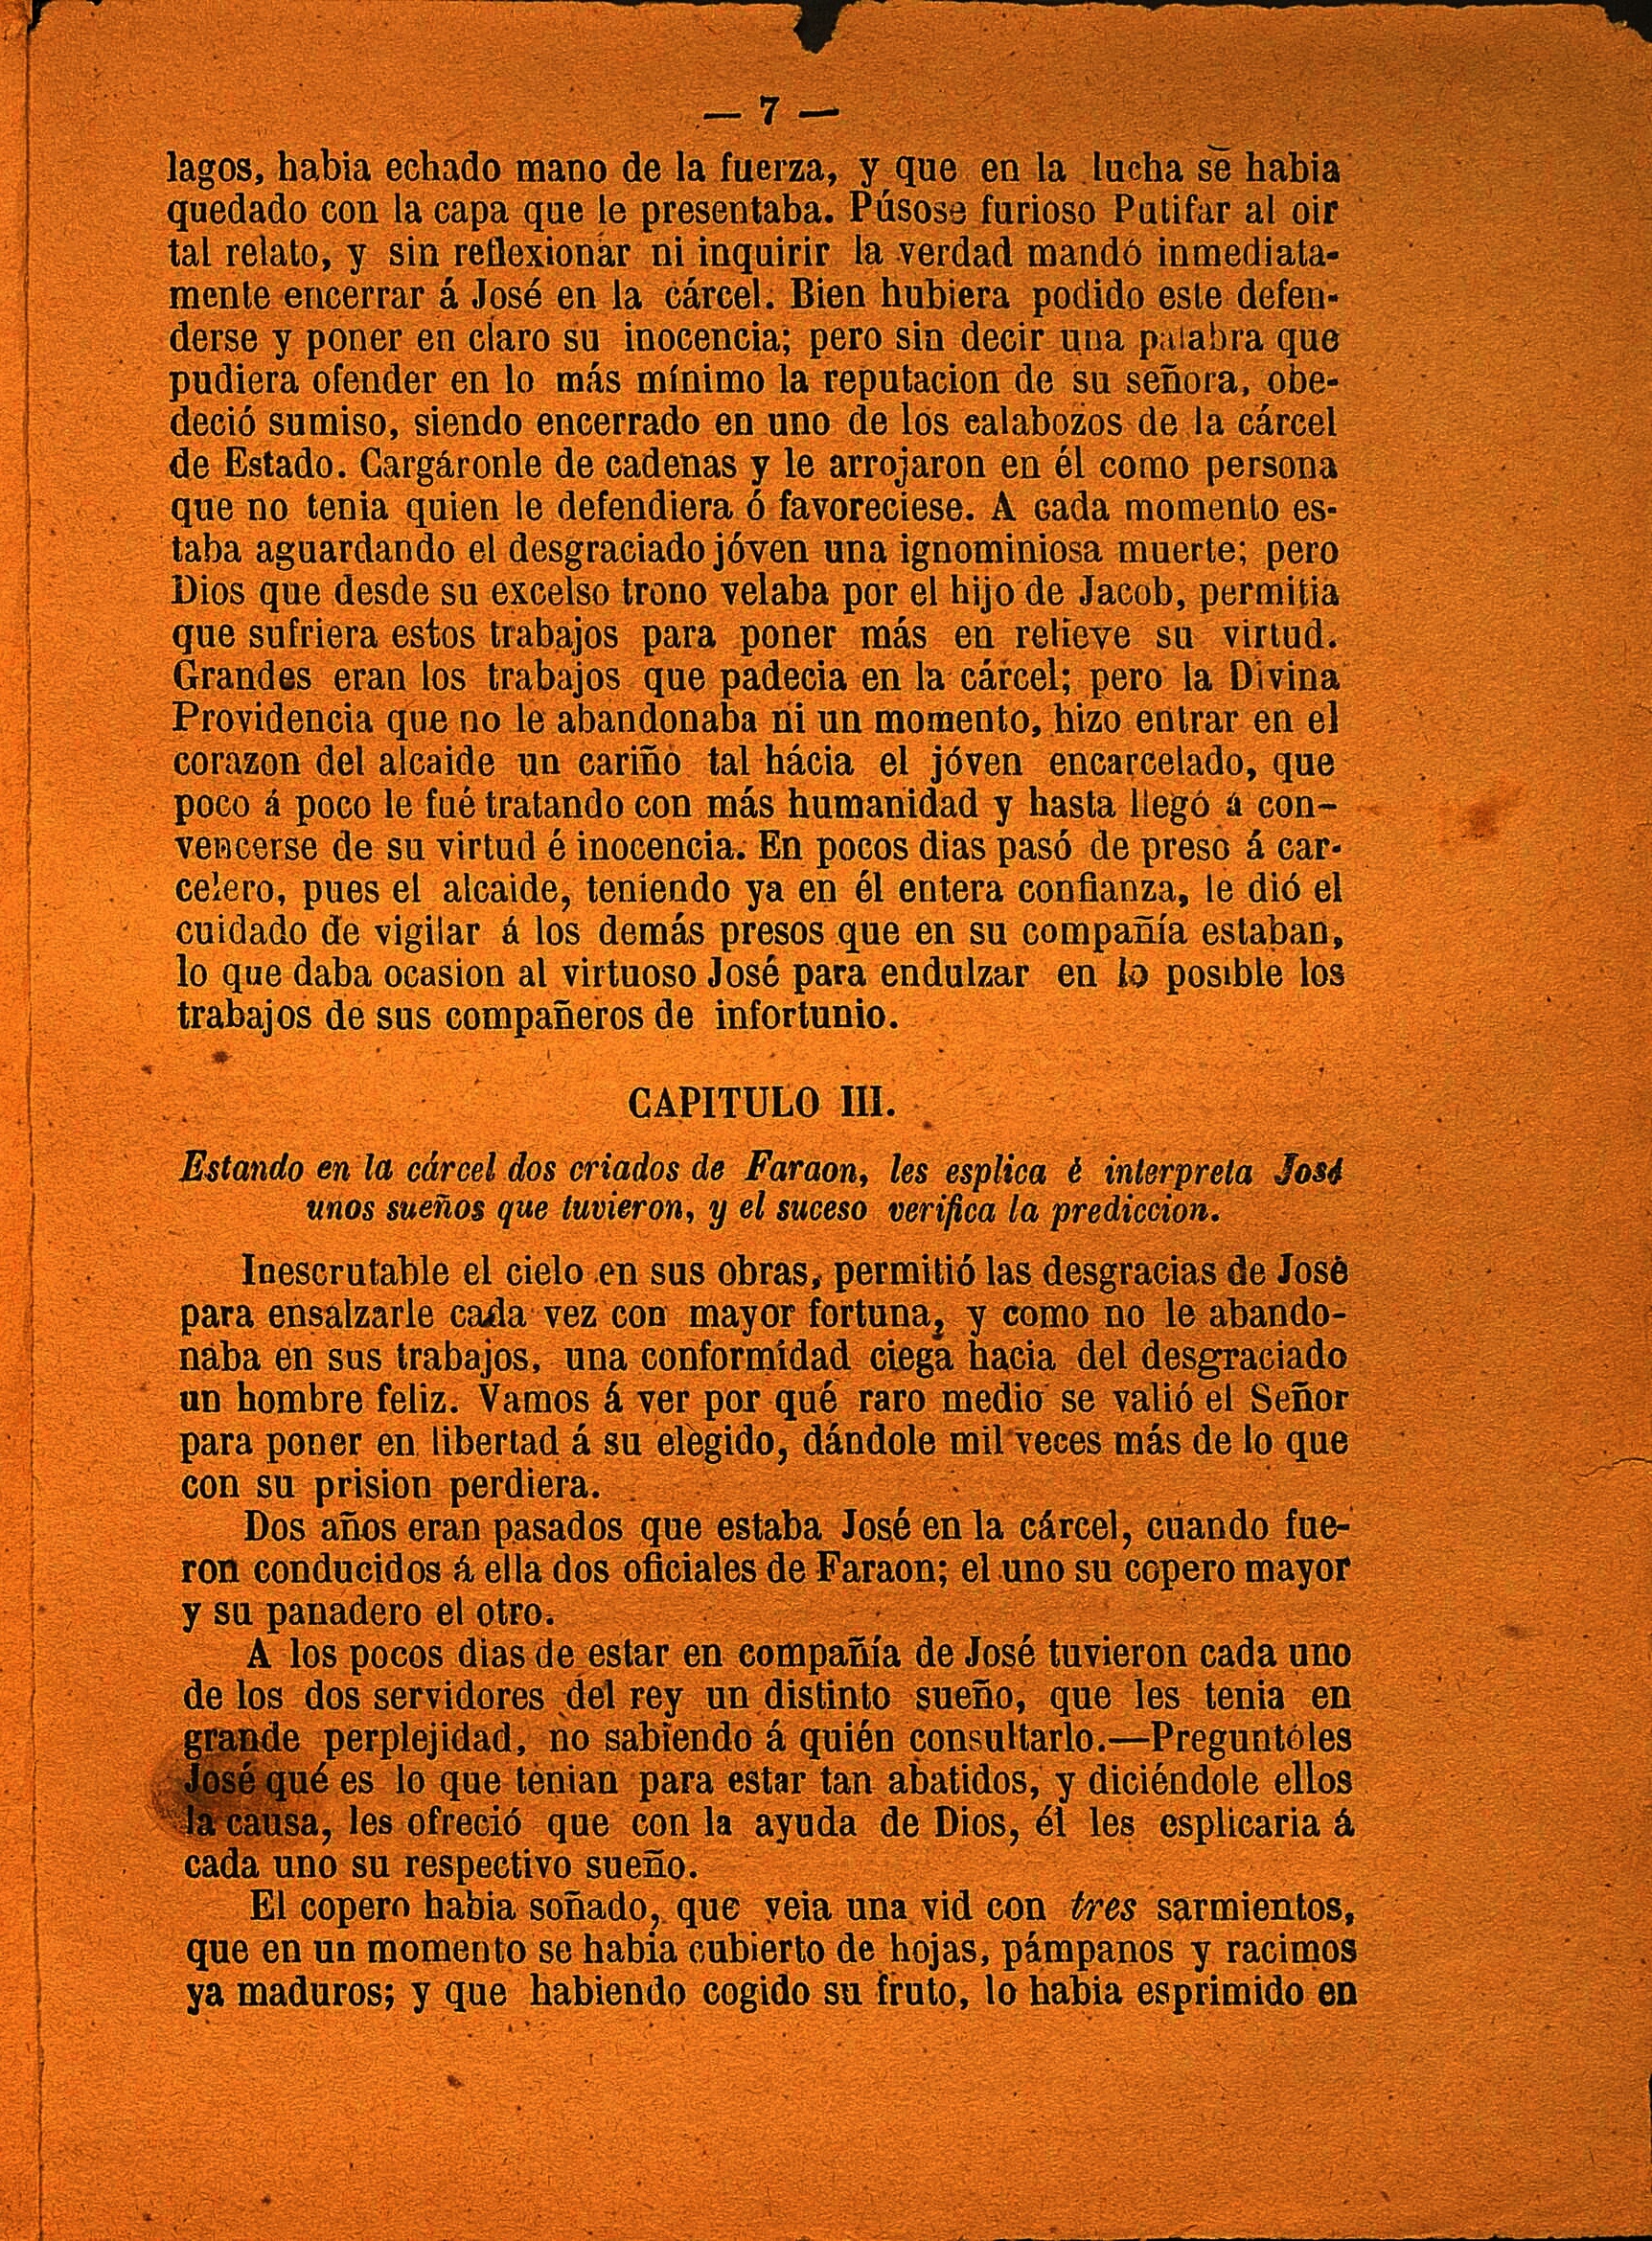 — 7 —
lagos, habia echado mano de la fuerza, y que en la lucha se habia
quedado con la capa que le presentaba. Púsose furioso Putifar al oir
tal relato, y sin reflexionar ni inquirir la verdad mandó inmediata-
mente encerrar á José en la cárcel. Bien hubiera podido este defen-
derse y poner en claro su inocencia; pero sin decir una palabra que
pudiera ofender en lo más mínimo la reputacion de su señora, obe-
deció sumiso, siendo encerrado en uno de los calabozos de la cárcel
de Estado. Cargáronle de cadenas y le arrojaron en él como persona
que no tenia quien le defendiera ó favoreciese. A cada momento es-
taba aguardando el desgraciado jóven una ignominiosa muerte; pero
Dios que desde su excelso trono velaba por el hijo de Jacob, permitia
que sufriera estos trabajos para poner más en relieve su virtud.
Grandes eran los trabajos que padecia en la cárcel; pero la Divina
Providencia que no le abandonaba ni un momento, hizo entrar en el
corazon del alcaide un cariño tal hácia el jóven encarcelado, que
poco á poco le fué tratando con más humanidad y hasta llegó á con-
vencerse de su virtud é inocencia. En pocos dias pasó de preso á car-
celero, pues el alcaide, teniendo ya en él entera confianza, le dió el
cuidado de vigilar á los demás presos que en su compañía estaban,
lo que daba ocasion al virtuoso José para endulzar en lo posible los
trabajos de sus compañeros de infortunio.
CAPITULO III.
Estando en la cárcel dos criados de Faraon, les esplica é interpreta José
unos sueños que tuvieron, y el suceso verifica la prediccion.
Inescrutable el cielo en sus obras, permitió las desgracias de José
para ensalzarle cada vez con mayor fortuna, y como no le abando-
naba en sus trabajos, una conformidad ciega hacia del desgraciado
un hombre feliz. Vamos á ver por qué raro medio se valió el Señor
para poner en libertad á su elegido, dándole mil veces más de lo que
con su prision perdiera.
Dos años eran pasados que estaba José en la cárcel, cuando fue-
ron conducidos á ella dos oficiales de Faraon; el uno su copero mayor
y su panadero el otro.
A los pocos dias de estar en compañía de José tuvieron cada uno
de los dos servidores del rey un distinto sueño, que les tenia en
grande perplejidad, no sabiendo á quién consultarlo.—Preguntóles
José qué es lo que tenian para estar tan abatidos, y diciéndole ellos
la causa, les ofreció que con la ayuda de Dios, él les esplicaria á
cada uno su respectivo sueño.
El copero habia soñado, que veia una vid con tres sarmientos,
que en un momento se habia cubierto de hojas, pámpanos y racimos
ya maduros; y que habiendo cogido su fruto, lo habia esprimido en